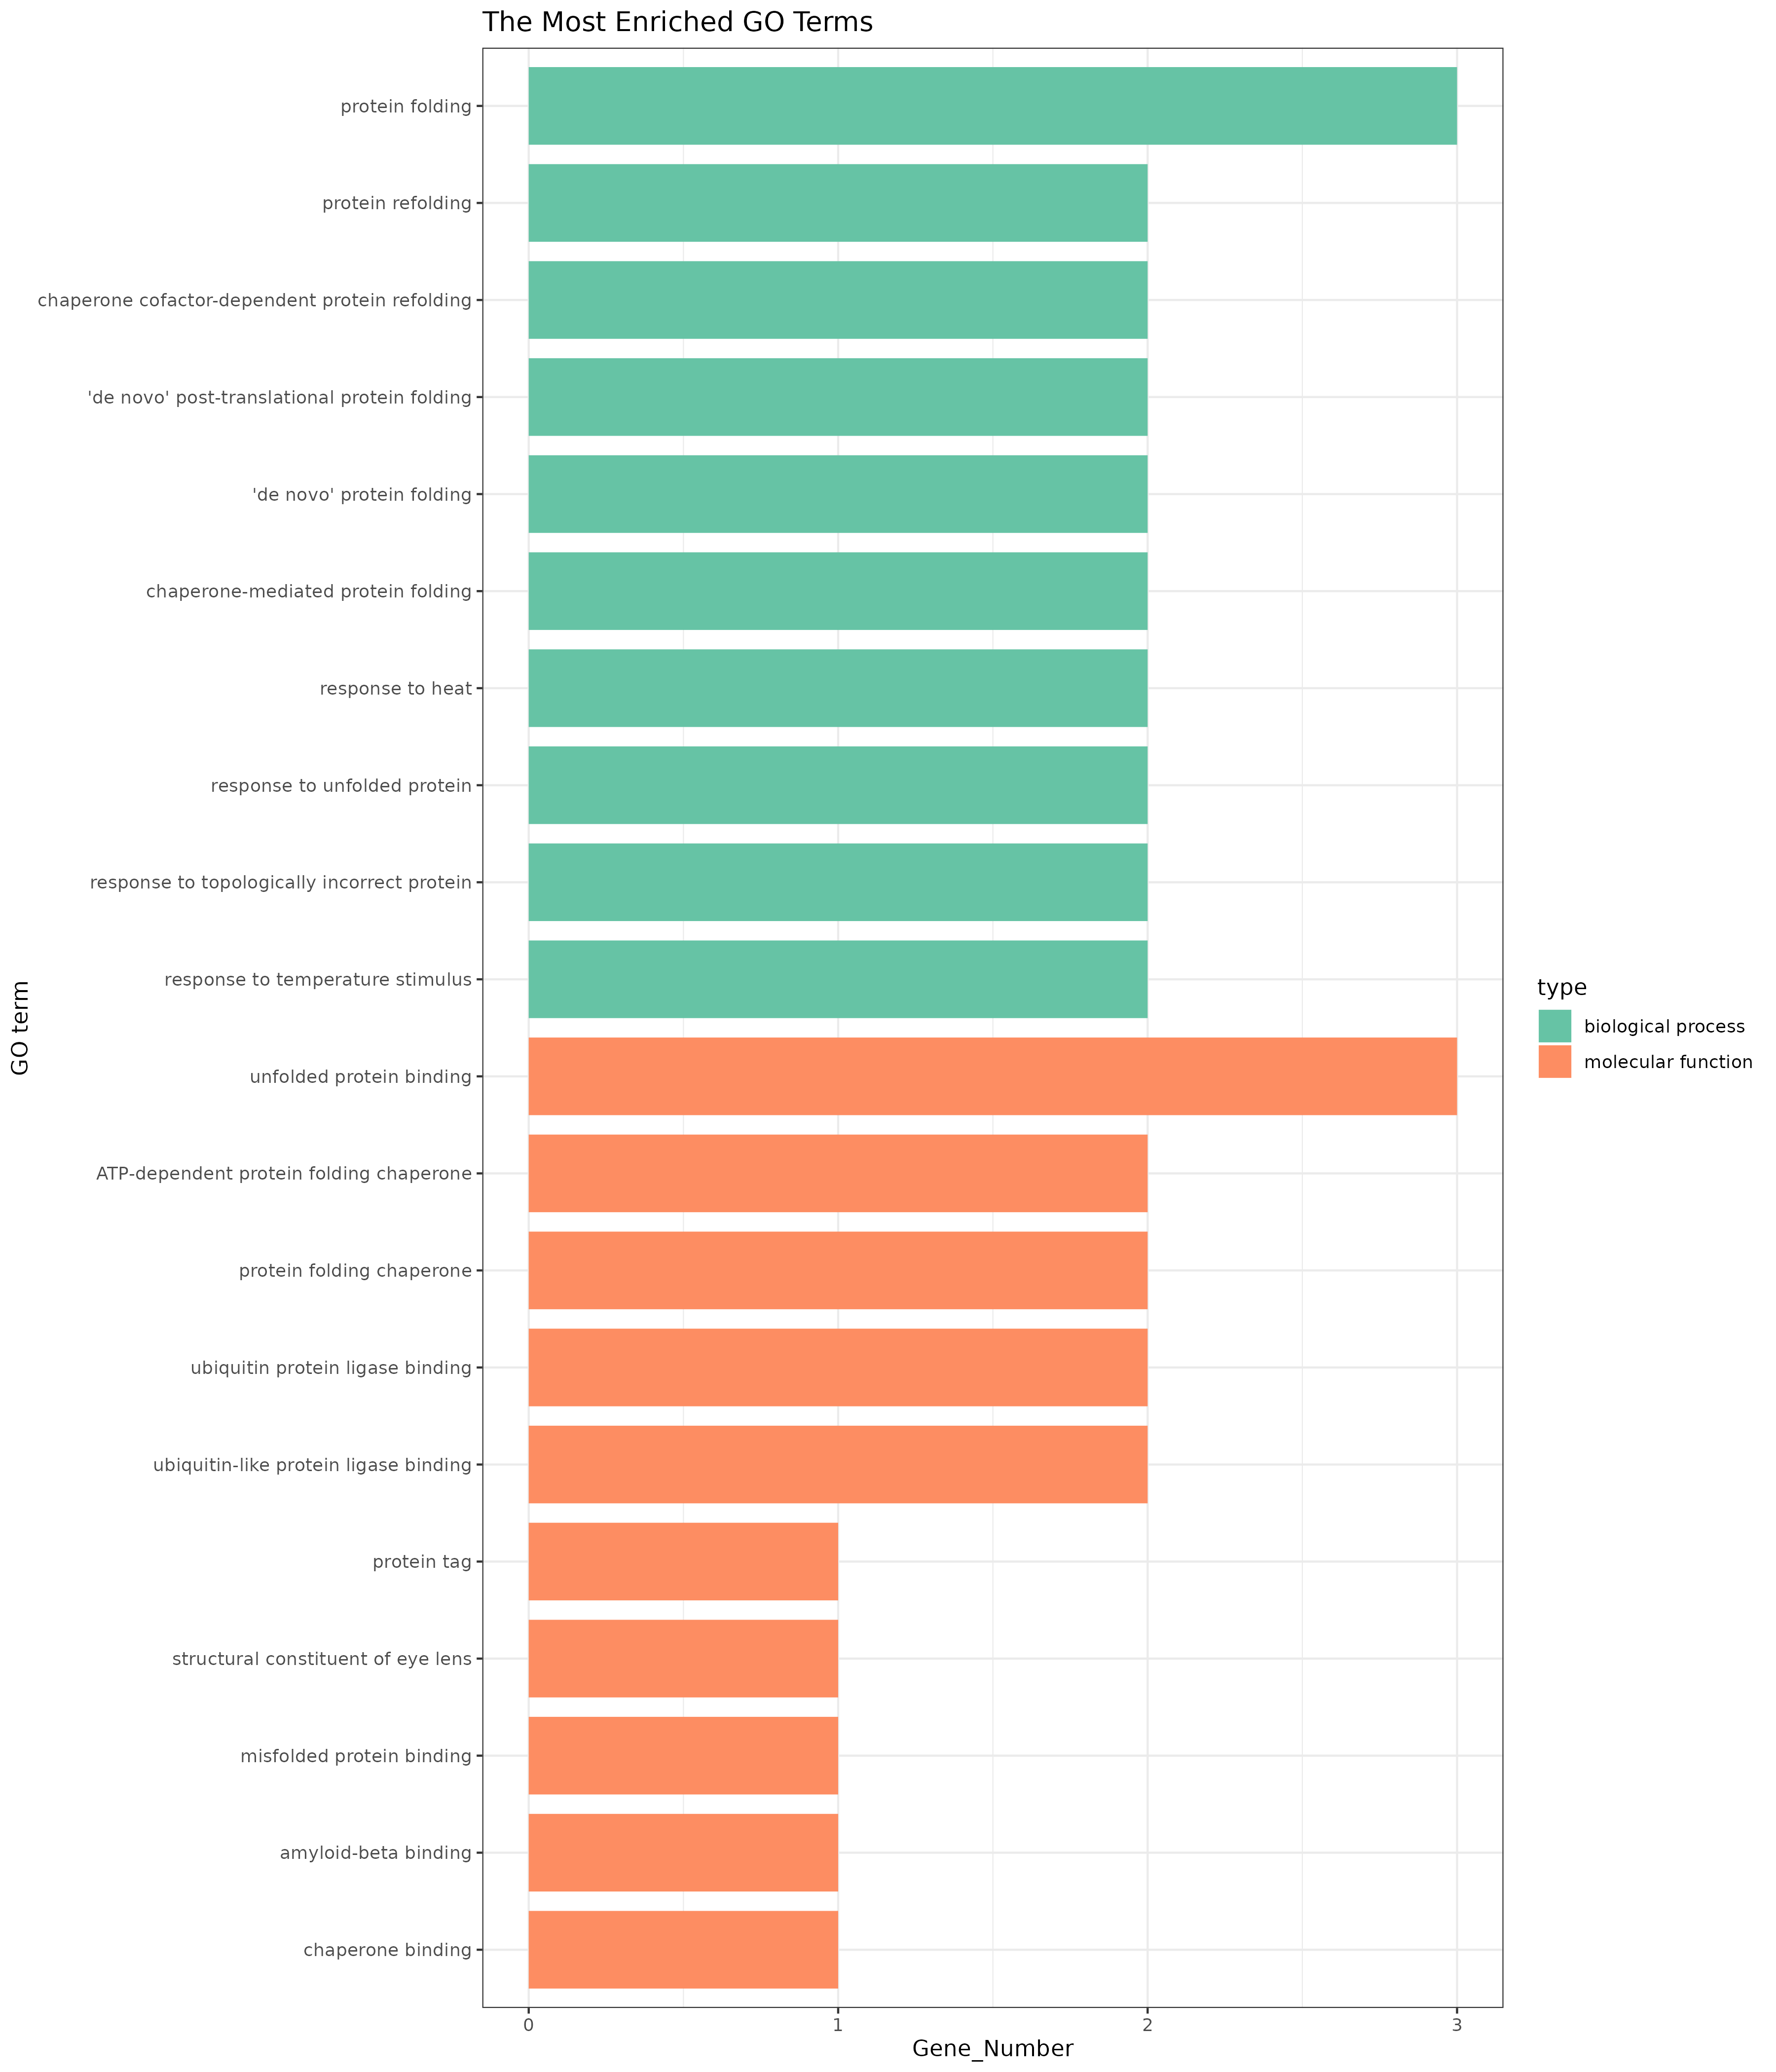 The Most Enriched GO Terms
protein folding
protein refolding
chaperone cofactor-dependent protein refolding
'de novo' post-translational protein folding
'de novo' protein folding
chaperone-mediated protein folding
response to heat
response to unfolded protein
response to topologically incorrect protein
response to temperature stimulus
unfolded protein binding
ATP-dependent protein folding chaperone
protein folding chaperone
ubiquitin protein ligase binding
ubiquitin-like protein ligase binding
protein tag
structural constituent of eye lens
misfolded protein binding
amyloid-beta binding
chaperone binding
GO term
0 1 2 3
Gene_Number
type
biological process
molecular function